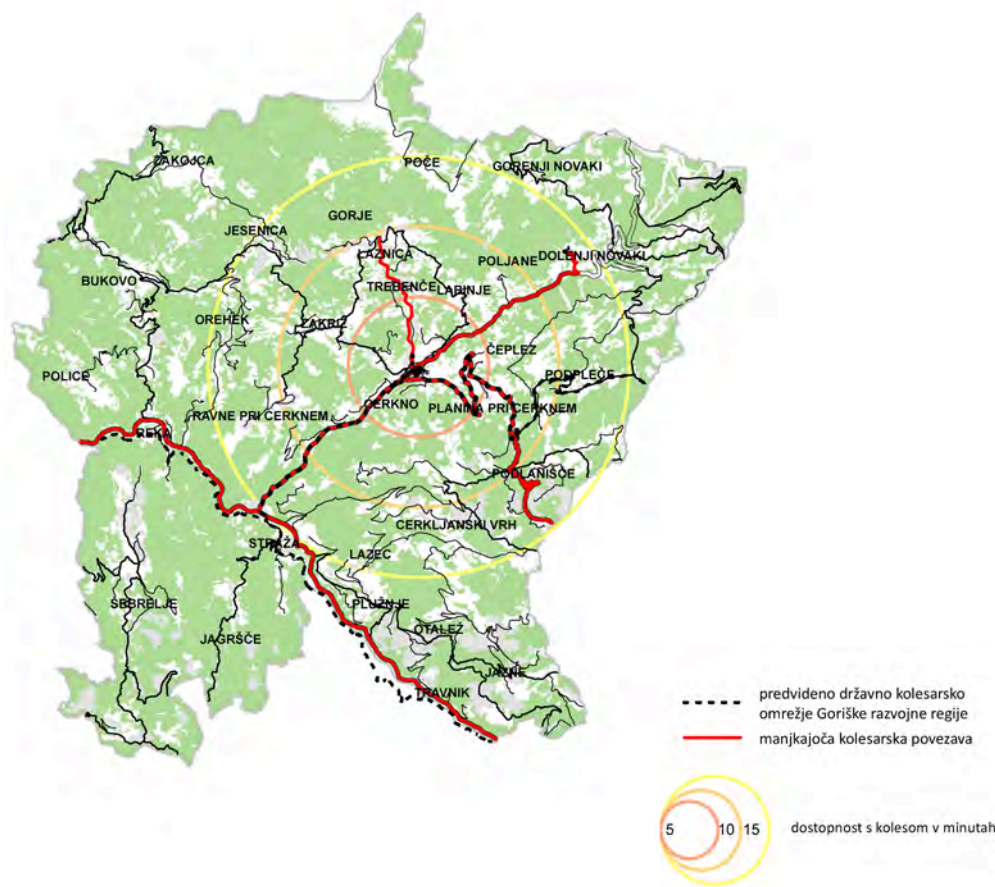 ZAKOJCA
POČE
GORENJI NOVAKI
GORJE
JESENICA
LAZNICA
POLJANE
DOLENJI NOVAKI
BUKOVO
TREBENČE
LABINJE
OREHEK
ZAKRIŽ
ČEPLEZ
POLICE
PODPLEČE
CERKNO
PLANINA PRI CERKNEM
RAVNE PRI CERKNEM
REKA
PODLANIŠČE
CERKLJANSKI VRH
STRAŽA
LAZEC
ŠEBRELJE
PLUŽNJE
OTALEŽ
JAGRŠČE
JAZNE
TRAVNIK
predvideno državno kolesarsko
omrežje Goriške razvojne regije
manjkajoča kolesarska povezava
5 10 15
dostopnost s kolesom v minutah